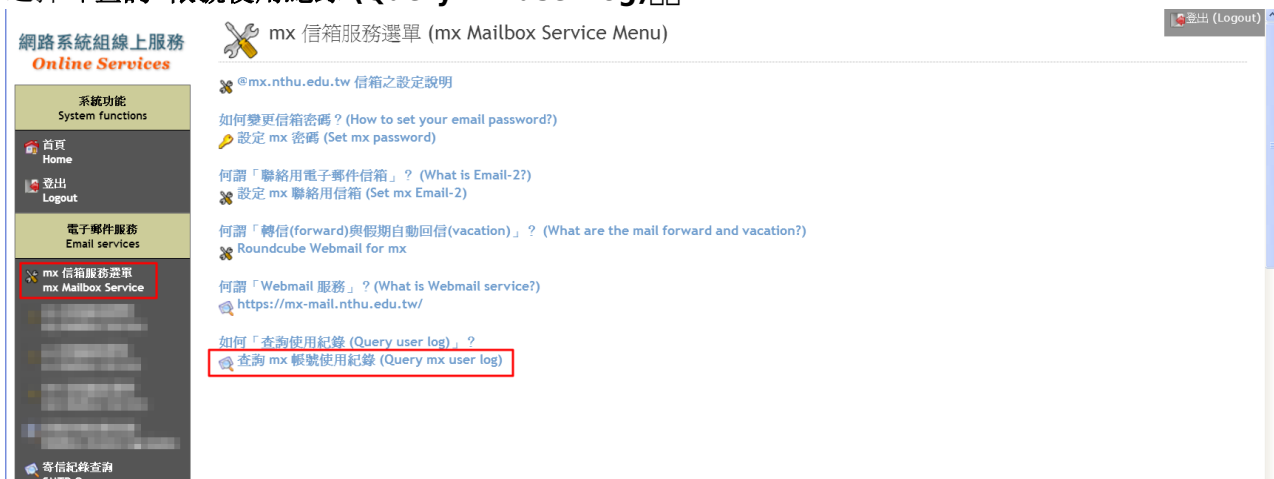 登出 (Logout)
網路系統組線上服務
Online Services
系統功能
System functions
首頁
Home
登出
Logout
電子郵件服務
Email services
mx 信箱服務選單
mx Mailbox Service
寄信紀錄查詢
mx 信箱服務選單 (mx Mailbox Service Menu)
@mx.nthu.edu.tw 信箱之設定說明
如何變更信箱密碼？(How to set your email password?)
設定 mx 密碼 (Set mx password)
何謂「聯絡用電子郵件信箱」？ (What is Email-2?)
設定 mx 聯絡用信箱 (Set mx Email-2)
何謂「轉信(forward)與假期自動回信(vacation)」？ (What are the mail forward and vacation?)
Roundcube Webmail for mx
何謂「Webmail 服務」？(What is Webmail service?)
https://mx-mail.nthu.edu.tw/
如何「查詢使用紀錄 (Query user log)」？
查詢 mx 帳號使用紀錄 (Query mx user log)